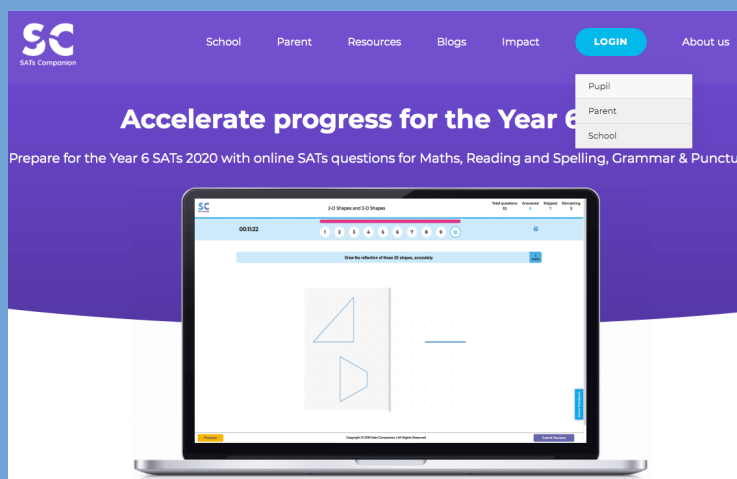 SC
SATs Companion
School Parent Resources Blogs Impact LOGIN About us
Pupil
Parent
School
Accelerate progress for the Year 6
Prepare for the Year 6 SATs 2020 with online SATs questions for Maths, Reading and Spelling, Grammar & Punctu
SC
2-D Shapes and 3-D Shapes
Total questions Answered Skipped Remaining
10 0 7 3
00:11:22
1 2 3 4 5 6 7 8 9 10
Draw the reflection of these 2D shapes, accurately.
1
Previous
Copyright © 2019 Sats Companion | All Rights Reserved